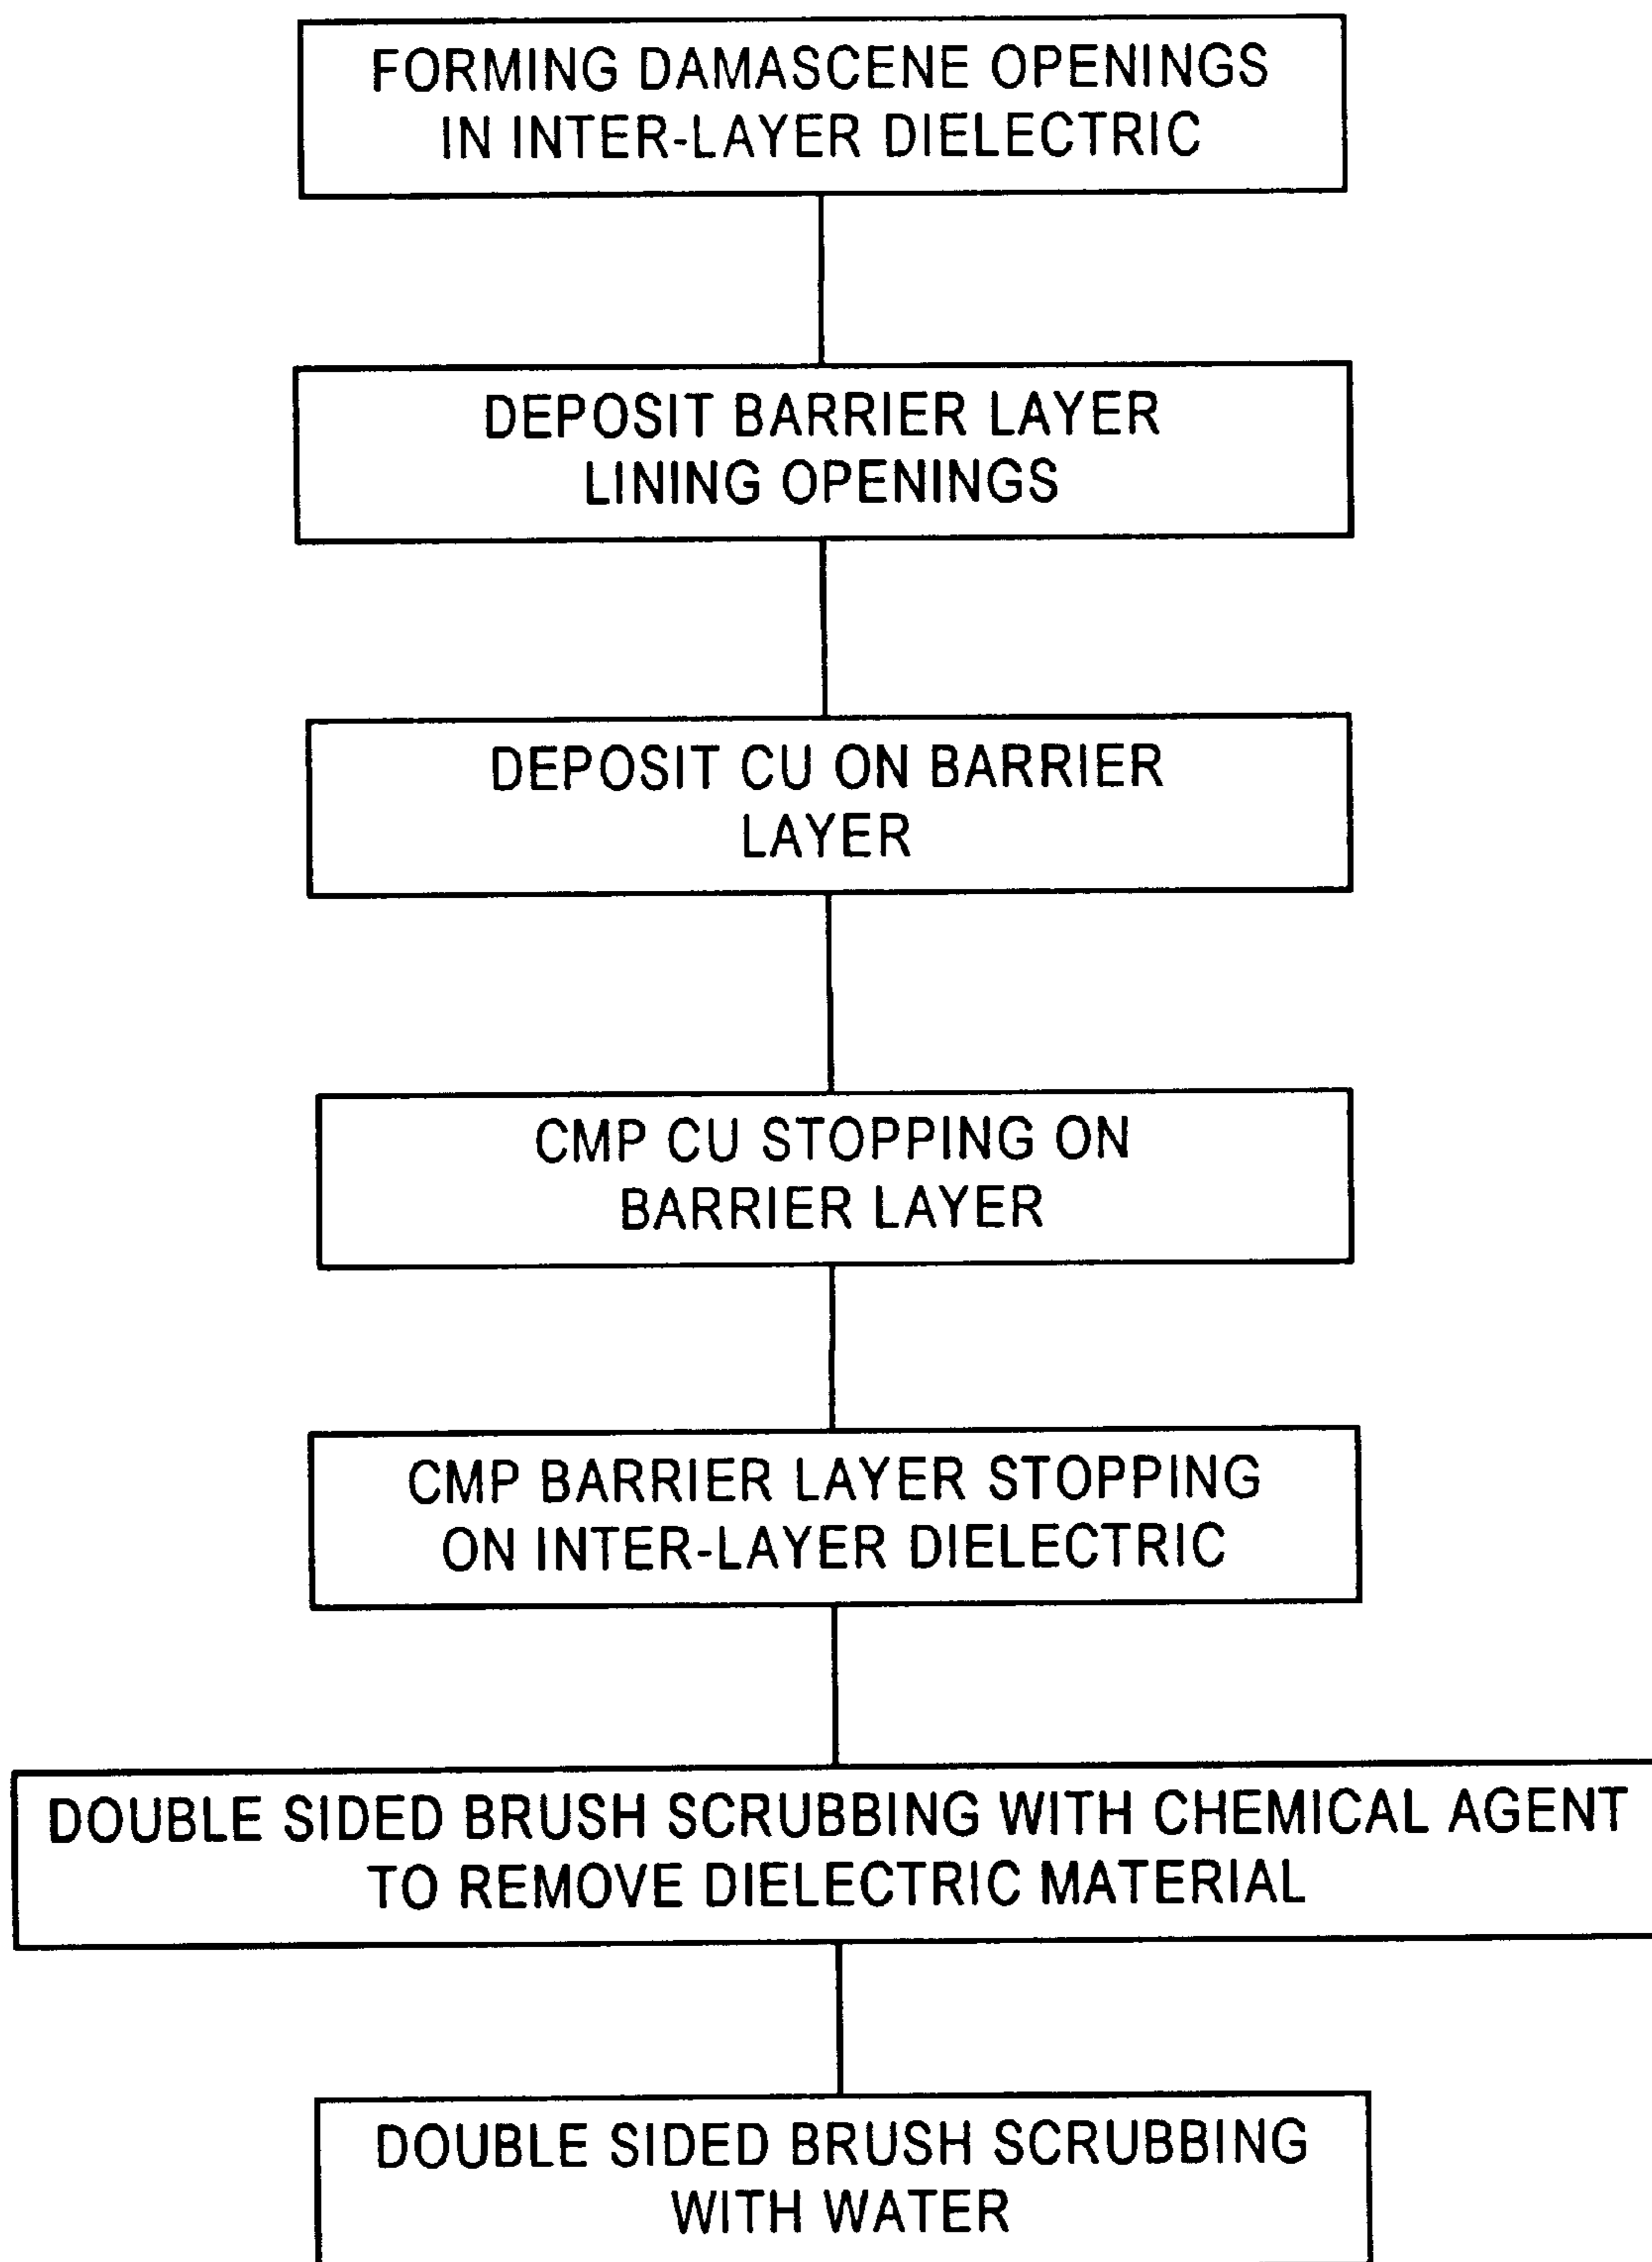 FORMING DAMASCENE OPENINGS
IN INTER-LAYER DIELECTRIC
DEPOSIT BARRIER LAYER
LINING OPENINGS
DEPOSIT CU ON BARRIER
LAYER
CMP CU STOPPING ON
BARRIER LAYER
CMP BARRIER LAYER STOPPING
ON INTER-LAYER DIELECTRIC
DOUBLE SIDED BRUSH SCRUBBING WITH CHEMICAL AGENT
TO REMOVE DIELECTRIC MATERIAL
DOUBLE SIDED BRUSH SCRUBBING
WITH WATER